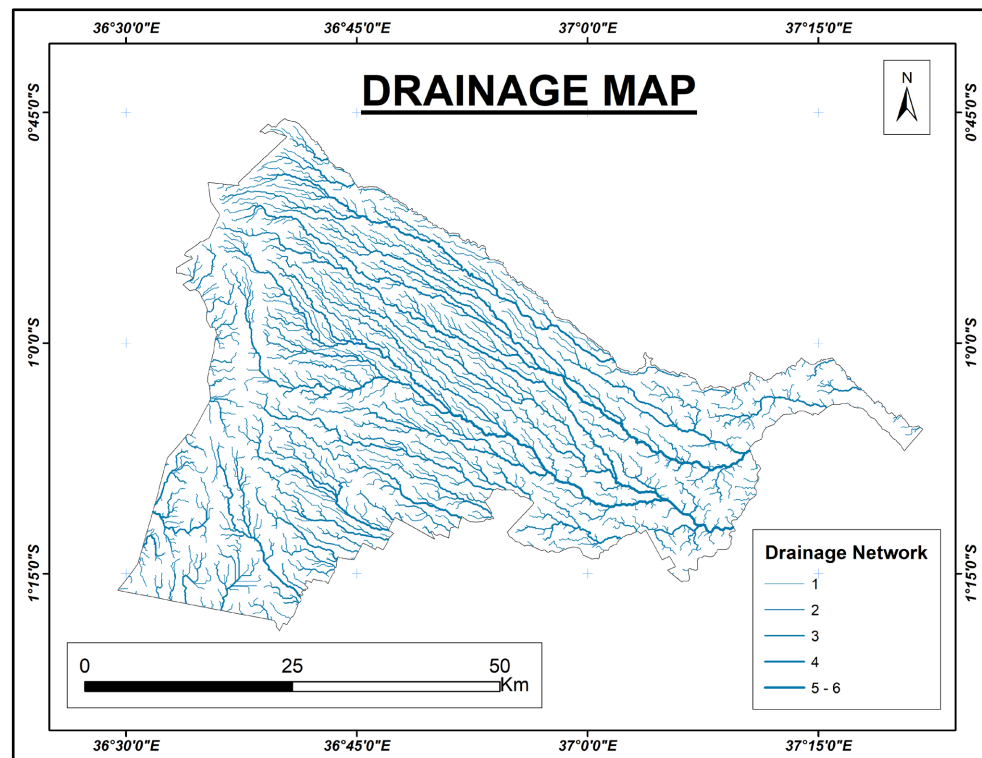 36°30'0"E 36°45'0"E 37°0'0"E 37°15'0"E
DRAINAGE MAP
N
0°45'0"S 0°45'0"S
1°0'0"S 1°0'0"S
1°15'0"S 1°15'0"S
Drainage Network
1
2
3
4
5 - 6
0 25 50
Km
36°30'0"E 36°45'0"E 37°0'0"E 37°15'0"E